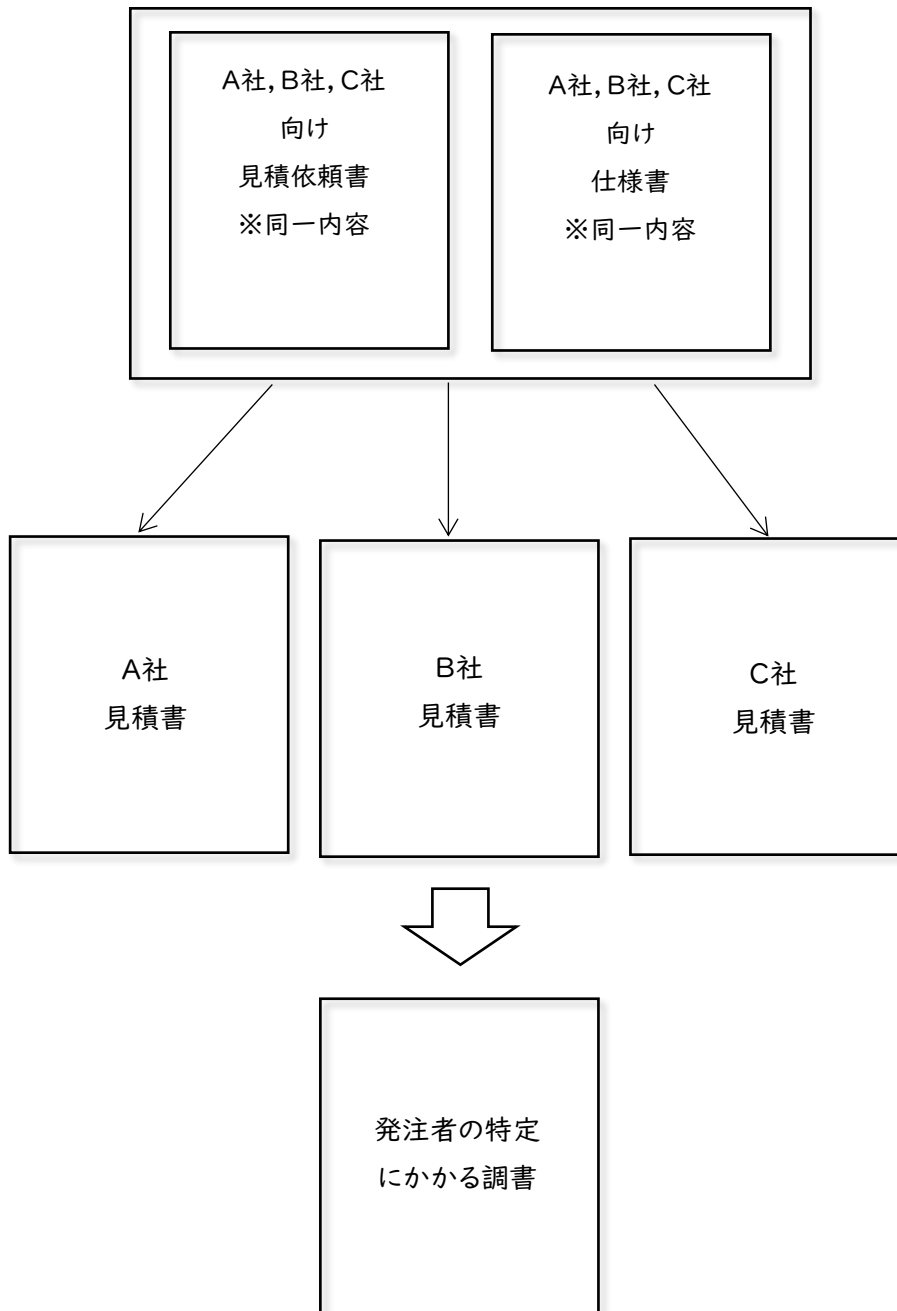 A社,B社,C社
向け
見積依頼書
※同一内容
A社,B社,C社
向け
仕様書
※同一内容
A社
見積書
B社
見積書
C社
見積書
発注者の特定
にかかる調書